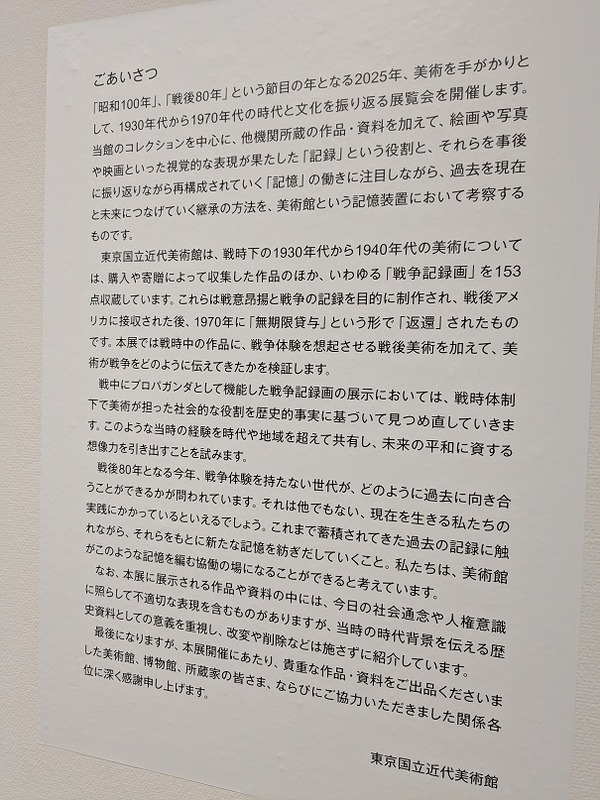 ごあいさつ
「昭和100年」、「戦後80年」という節目の年となる2025年、美術を手がかりと
して、1930年代から1970年代の時代と文化を振り返る展覧会を開催します。
当館のコレクションを中心に、他機関所蔵の作品・資料を加えて、絵画や写真
や映画といった視覚的な表現が果たした「記録」という役割と、それらを事後
に振り返りながら再構成されていく「記憶」の働きに注目しながら、過去を現在
と未来につなげていく継承の方法を、美術館という記憶装置において考察する
ものです。
東京国立近代美術館は、戦時下の1930年代から1940年代の美術について
は、購入や寄贈によって収集した作品のほか、いわゆる「戦争記録画」を153
点収蔵しています。これらは戦意昂揚と戦争の記録を目的に制作され、戦後アメ
リカに接収された後、1970年に「無期限貸与」という形で「返還」されたもの
です。本展では戦時中の作品に、戦争体験を想起させる戦後美術を加えて、美
術が戦争をどのように伝えてきたかを検証します。
戦中にプロパガンダとして機能した戦争記録画の展示においては、戦時体制
下で美術が担った社会的な役割を歴史的事実に基づいて見つめ直していきま
す。このような当時の経験を時代や地域を超えて共有し、未来の平和に資する
想像力を引き出すことを試みます。
戦後80年となる今年、戦争体験を持たない世代が、どのように過去に向き合
うことができるかが問われています。それは他でもない、現在を生きる私たちの
実践にかかっているといえるでしょう。これまで蓄積されてきた過去の記録に触
れながら、それらをもとに新たな記憶を紡ぎだしていくこと。私たちは、美術館
がこのような記憶を編む協働の場になることができると考えています。
なお、本展に展示される作品や資料の中には、今日の社会通念や人権意識
に照らして不適切な表現を含むものがありますが、当時の時代背景を伝える歴
史資料としての意義を重視し、改変や削除などは施さずに紹介しています。
最後になりますが、本展開催にあたり、貴重な作品・資料をご出品くださいま
した美術館、博物館、所蔵家の皆さま、ならびにご協力いただきました関係各
位に深く感謝申し上げます。
東京国立近代美術館